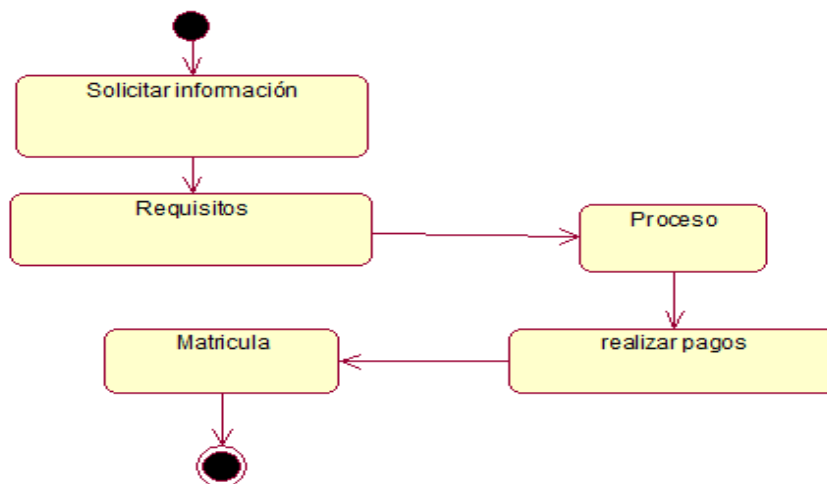 Solicitar información
Requisitos
Proceso
realizar pagos
Matricula